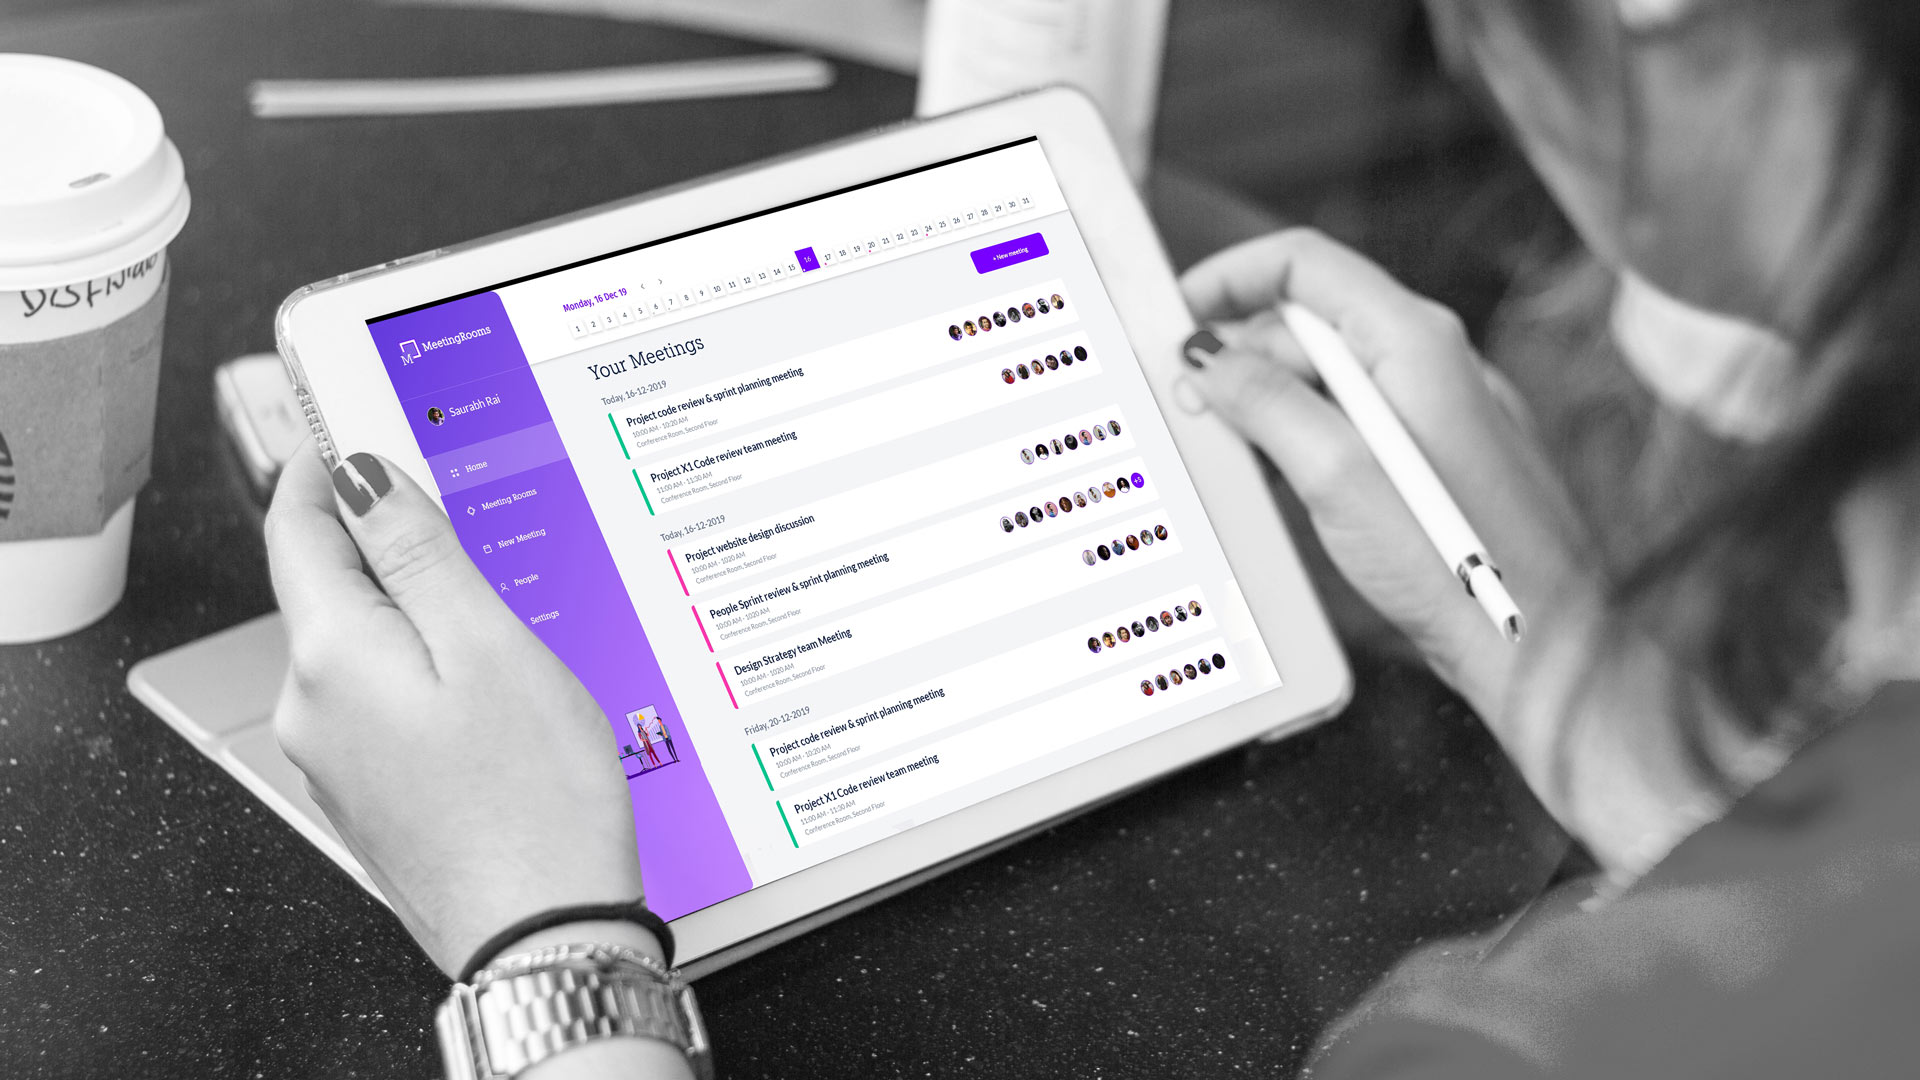 MeetingRooms
Saurabh Rai
Home
Meeting Rooms
New Meeting
People
Settings
Monday, 16 Dec 19
1 2 3 4 5 6 7 8 9 10 11 12 13 14 15 16 17 18 19 20 21 22 23 24 25 26 27 28 29 30 31
+ New meeting
Your Meetings
Today, 16-12-2019
Project code review & sprint planning meeting
10:00 AM - 10:20 AM
Conference Room, Second Floor
Project X1 Code review team meeting
11:00 AM - 11:30 AM
Conference Room, Second Floor
Today, 16-12-2019
Project website design discussion
10:00 AM - 1020 AM
Conference Room, Second Floor
People Sprint review & sprint planning meeting
10:00 AM - 1020 AM
Conference Room, Second Floor
+5
Design Strategy team Meeting
10:00 AM - 1020 AM
Conference Room, Second Floor
Friday, 20-12-2019
Project code review & sprint planning meeting
10:00 AM - 10:20 AM
Conference Room, Second Floor
Project X1 Code review team meeting
11:00 AM - 11:30 AM
Conference Room, Second Floor